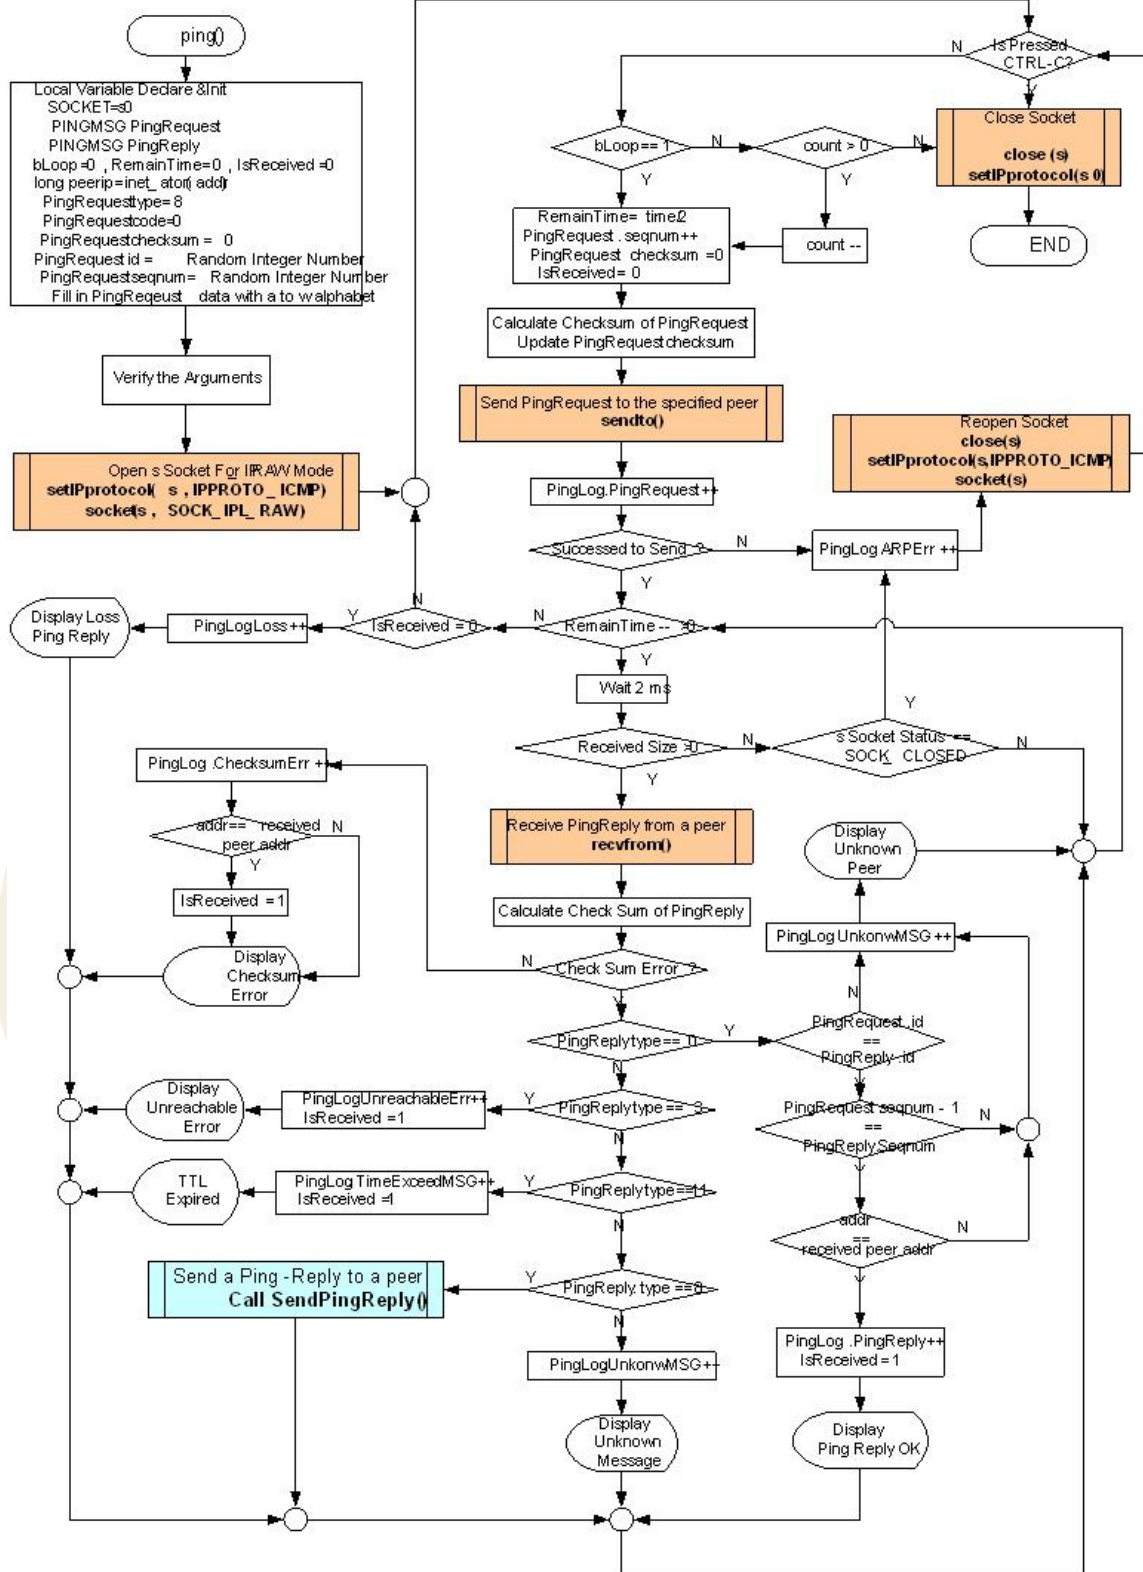 ping()
Local Variable Declare &Init
SOCKET=s0
PINGMSG PingRequest
PINGMSG PingReply
bLoop=0 , RemainTime=0 , IsReceived =0
long peerip=inet_ ator( addr)
PingRequesttype= 8
PingRequestcode=0
PingRequestchecksum = 0
PingRequest id = Random Integer Number
PingRequestseqnum= Random Integer Number
Fill in PingReqeust data with a to walphabet
Verify the Arguments
Open s Socket For IPRAW Mode
setIPprotocol( s , IPPROTO_ ICMP)
socket(s , SOCK_ IPL_ RAW)
Is Pressed
CTRL-C?
N
Y
Close Socket
close (s)
setIPprotocol(s 0)
END
bLoop== 1
N
Y
count > 0
N
Y
count --
RemainTime= time/2
PingRequest . seqnum++
PingRequest checksum =0
IsReceived= 0
Calculate Checksum of PingRequest
Update PingRequestchecksum
Send PingRequest to the specified peer
sendto()
PingLog.PingRequest++
Successed to Send ?
N
Y
PingLog ARPErr ++
Reopen Socket
close(s)
setIPprotocol(s,IPPROTO_ICMP)
socket(s)
RemainTime -- >0
N
Y
IsReceived = 0
N
Y
PingLogLoss ++
Display Loss
Ping Reply
Wait 2 ms
Received Size >0
N
Y
s Socket Status ==
SOCK_ CLOSED
Y
N
Receive PingReply from a peer
recvfrom()
Calculate Check Sum of PingReply
Check Sum Error ?
N
Y
PingLog .ChecksumErr ++
addr== received
peer addr
N
Y
IsReceived = 1
Display
Checksum
Error
PingReplytype== 0
Y
N
PingRequest .id
==
PingReply .id
N
Y
PingLog UnkonwMSG ++
Display
Unknown
Peer
PingRequest seqnum - 1
==
PingReplySeqnum
N
Y
addr
==
received peer addr
N
Y
PingLog .PingReply++
IsReceived = 1
Display
Ping Reply OK
PingReplytype == 3
Y
N
PingLogUnreachableErr++
IsReceived =1
Display
Unreachable
Error
PingReplytype==11
Y
N
PingLog TimeExceedMSG++
IsReceived =1
TTL
Expired
PingReply. type ==8
Y
N
Send a Ping -Reply to a peer
Call SendPingReply()
PingLogUnkonwMSG++
Display
Unknown
Message